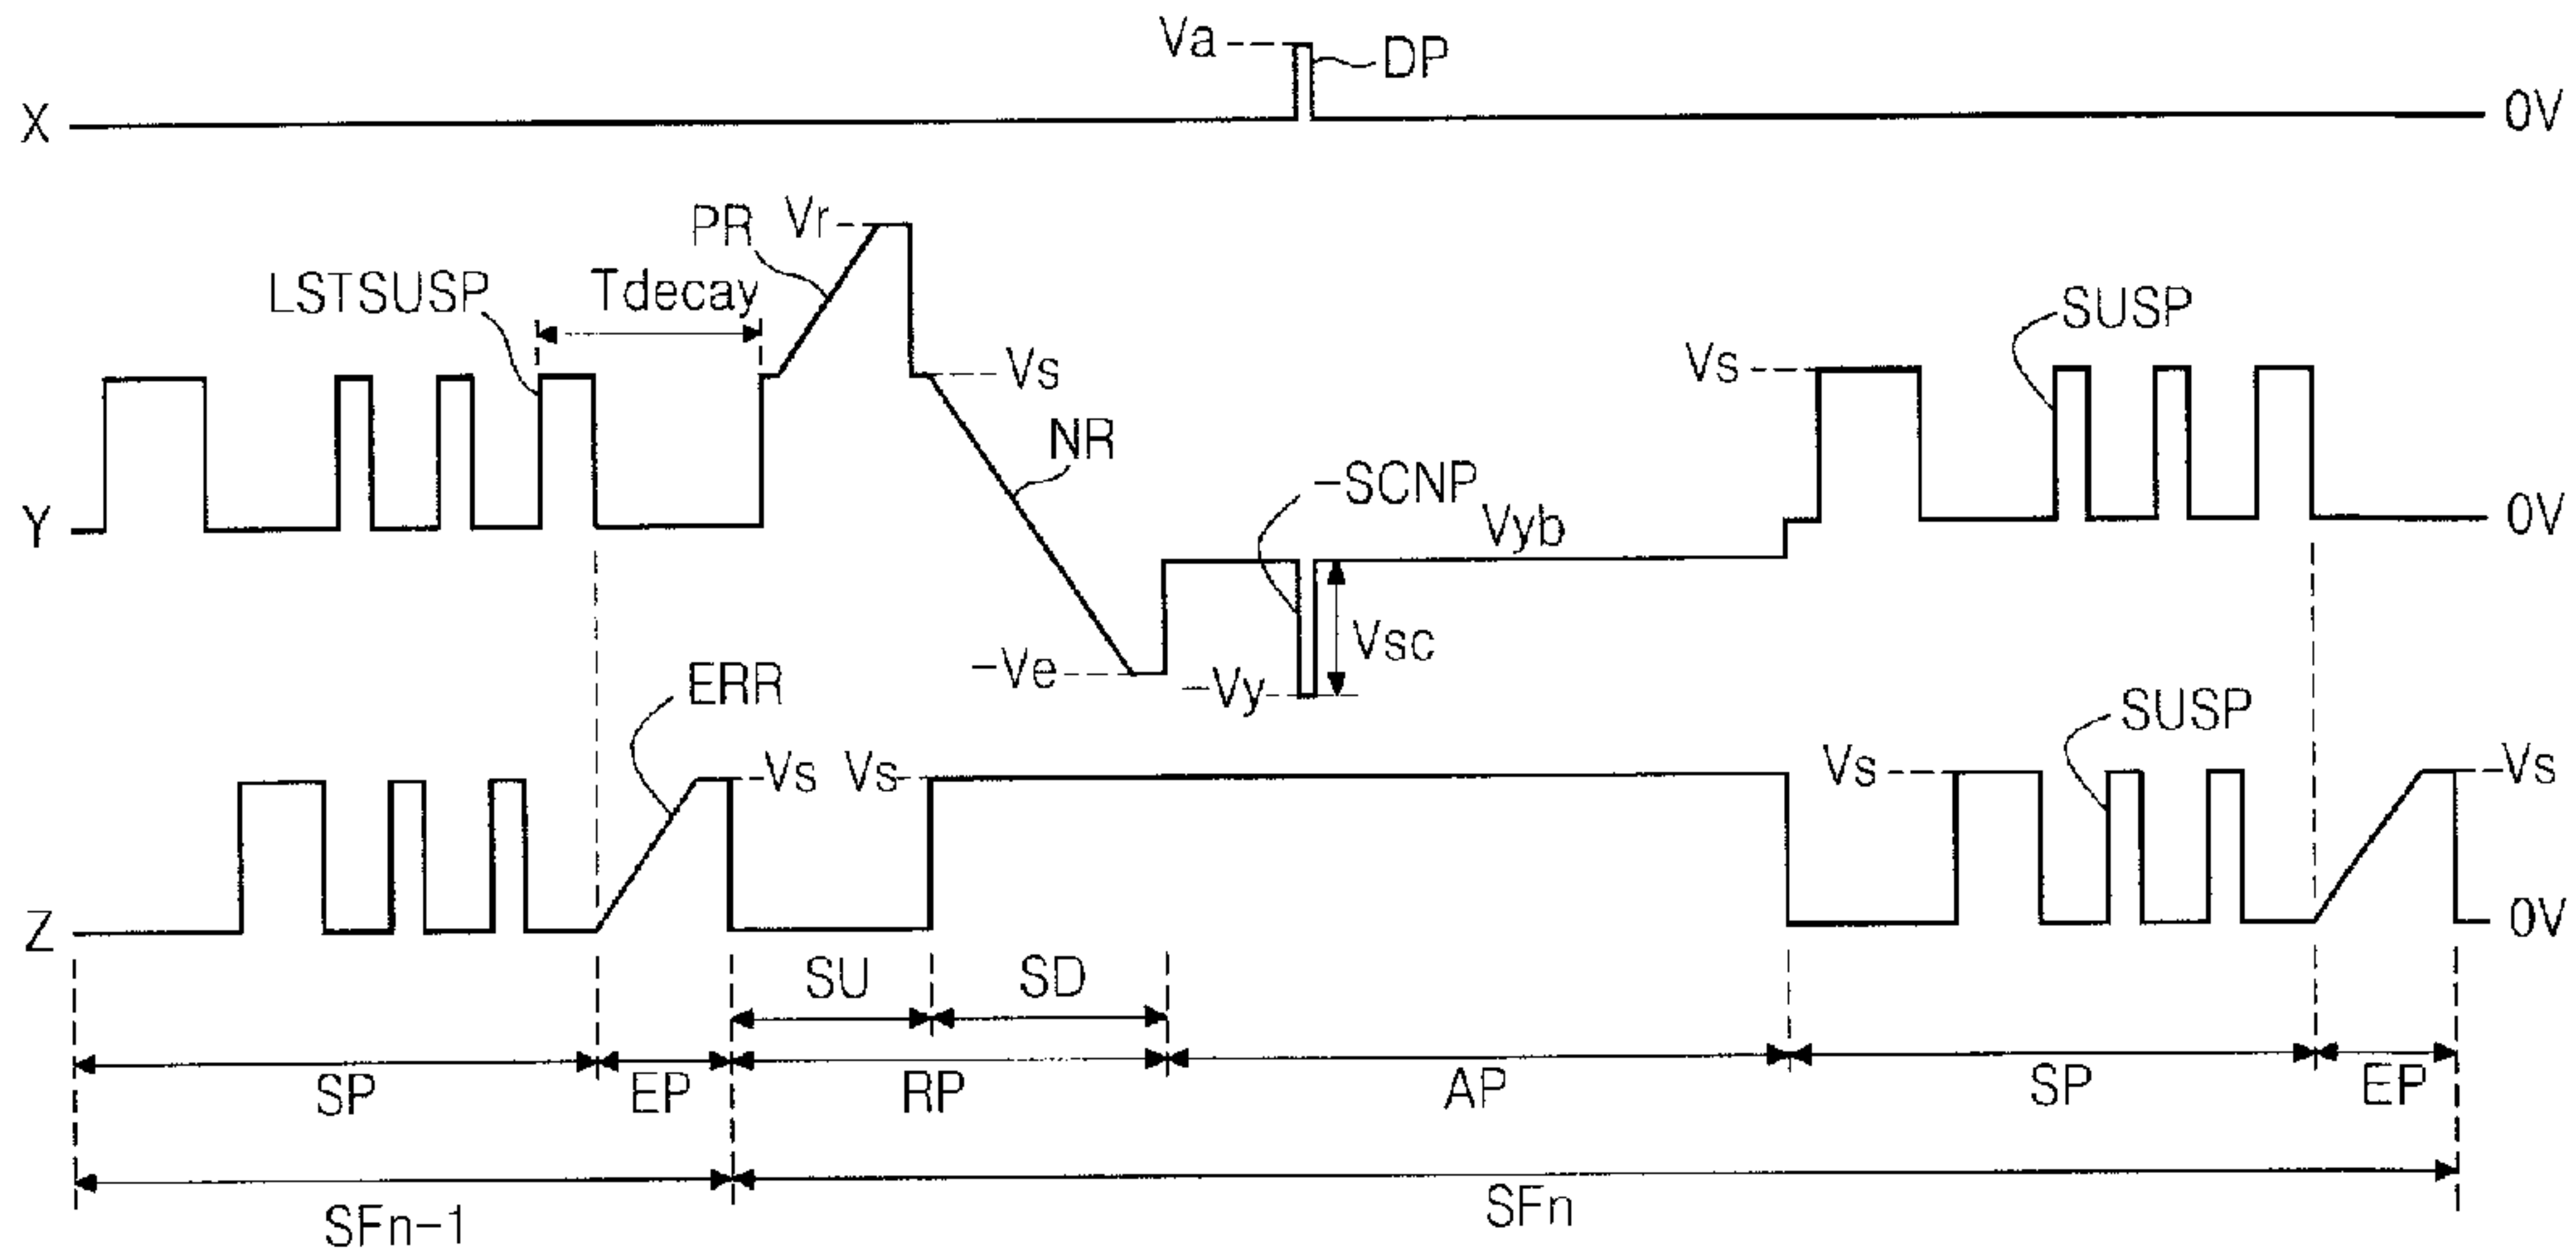 Va
DP
X
0V
PR
Vr
LSTSUSP
Tdecay
Vs
NR
Vs
SUSP
-SCNP
Vyb
Y
0V
-Ve
-Vy
Vsc
ERR
SUSP
-Vs
Vs
Vs
-Vs
Z
0V
SU
SD
SP
EP
RP
AP
SP
EP
SFn-1
SFn